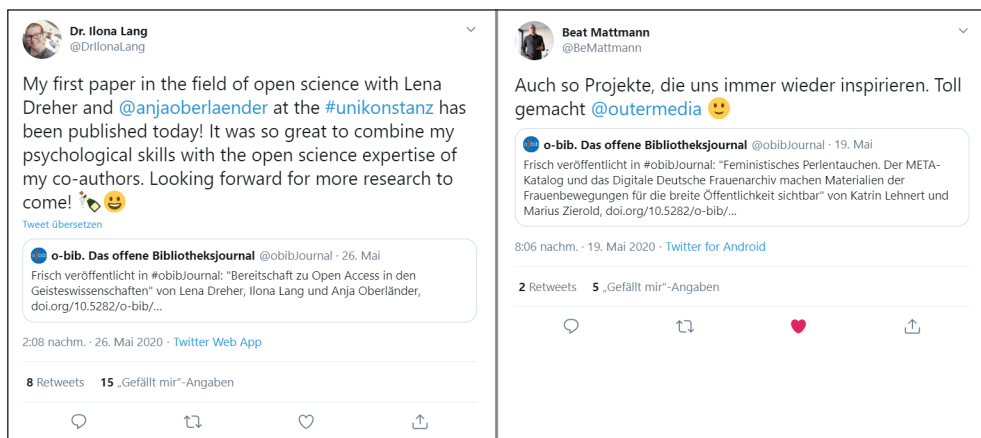 Dr. Ilona Lang
@DrIlonaLang
My first paper in the field of open science with Lena
Dreher and @anjaoberlaender at the #unikonstanz has
been published today! It was so great to combine my
psychological skills with the open science expertise of
my co-authors. Looking forward for more research to
come! 🍾😀
Tweet übersetzen
o-bib. Das offene Bibliotheksjournal @obibJournal · 26. Mai
Frisch veröffentlicht in #obibJournal: "Bereitschaft zu Open Access in den
Geisteswissenschaften" von Lena Dreher, Ilona Lang und Anja Oberländer,
doi.org/10.5282/o-bib/...
2:08 nachm. · 26. Mai 2020 · Twitter Web App
8 Retweets 15 „Gefällt mir“-Angaben
Beat Mattmann
@BeMattmann
Auch so Projekte, die uns immer wieder inspirieren. Toll
gemacht @outermedia 🙂
o-bib. Das offene Bibliotheksjournal @obibJournal · 19. Mai
Frisch veröffentlicht in #obibJournal: "Feministisches Perlentauchen. Der META-
Katalog und das Digitale Deutsche Frauenarchiv machen Materialien der
Frauenbewegungen für die breite Öffentlichkeit sichtbar" von Katrin Lehnert und
Marius Zierold, doi.org/10.5282/o-bib/...
8:06 nachm. · 19. Mai 2020 · Twitter for Android
2 Retweets 5 „Gefällt mir“-Angaben